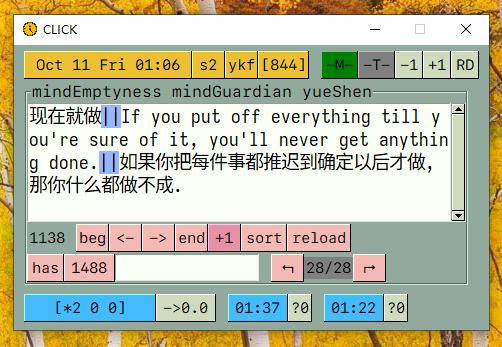 CLICK
Oct 11 Fri 01:06 s2 ykf [844] —M— —T— —1 +1 RD
mindEmptyness mindGuardian yueShen
现在就做||If you put off everything till y
ou're sure of it, you'll never get anythin
g done.||如果你把每件事都推迟到确定以后才做,
那你什么都做不成.
1138 beg <— —> end +1 sort reload
has 1488 ↰ 28/28 ↱
[*2 0 0] —>0.0 01:37 ?0 01:22 ?0